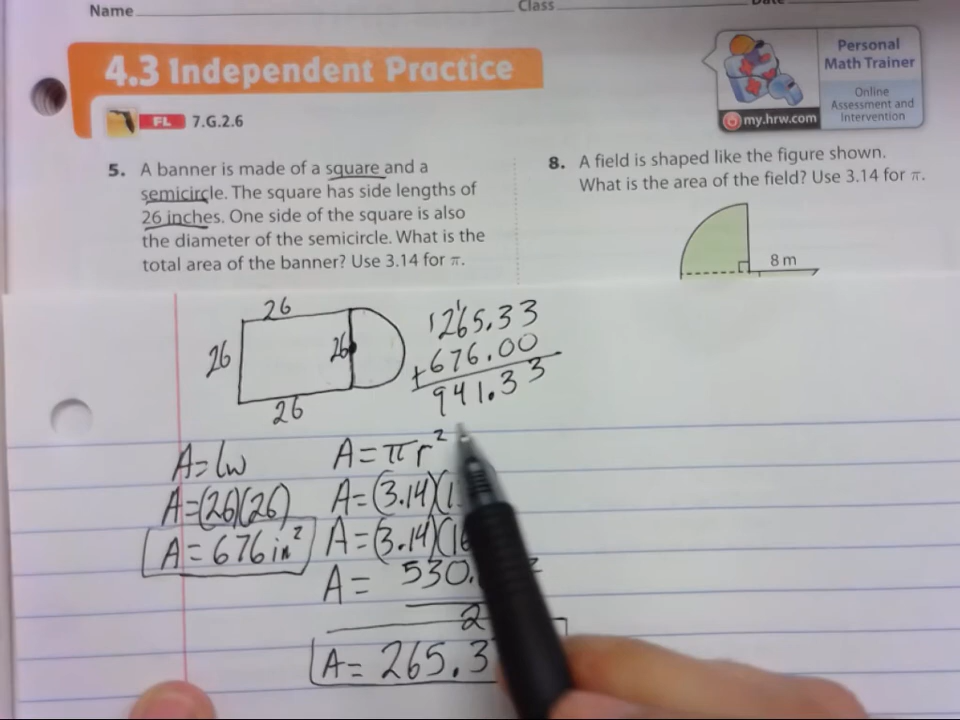 Name
Class
Date
4.3 Independent Practice
Personal
Math Trainer
Online
Assessment and
Intervention
my.hrw.com
FL 7.G.2.6
5. A banner is made of a square and a
semicircle. The square has side lengths of
26 inches. One side of the square is also
the diameter of the semicircle. What is the
total area of the banner? Use 3.14 for π.
8. A field is shaped like the figure shown.
What is the area of the field? Use 3.14 for π.
8 m
26
26
26
26
1 1
265.33
+676.00
941.33
A=lw
A=(26)(26)
A=676in²
A=πr²
A=(3.14)(
A=(3.14)(
A= 530.
2
A=265.3